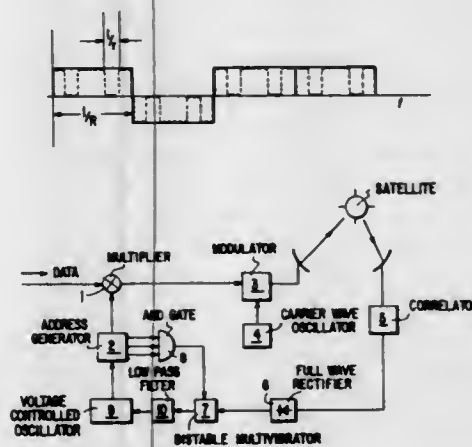 1/r
1/R
t
SATELLITE
MODULATOR
DATA
MULTIPLIER
1
3
AND GATE
ADDRESS GENERATOR
2
8
4
CARRIER WAVE OSCILLATOR
5
CORRELATOR
LOW PASS FILTER
FULL WAVE RECTIFIER
6
VOLTAGE CONTROLLED OSCILLATOR
9
10
7
BISTABLE MULTIVIBRATOR